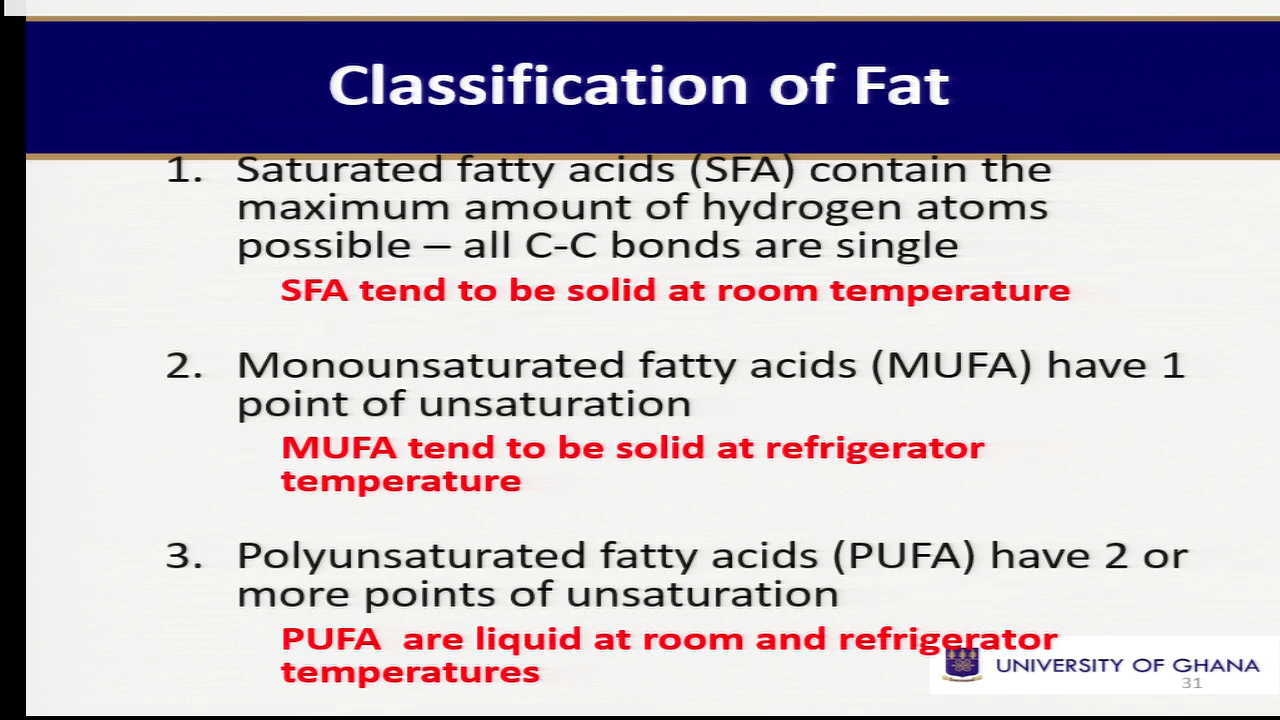 Classification of Fat
1. Saturated fatty acids (SFA) contain the
maximum amount of hydrogen atoms
possible – all C-C bonds are single
SFA tend to be solid at room temperature
2. Monounsaturated fatty acids (MUFA) have 1
point of unsaturation
MUFA tend to be solid at refrigerator
temperature
3. Polyunsaturated fatty acids (PUFA) have 2 or
more points of unsaturation
PUFA are liquid at room and refrigerator
temperatures
UNIVERSITY OF GHANA
31